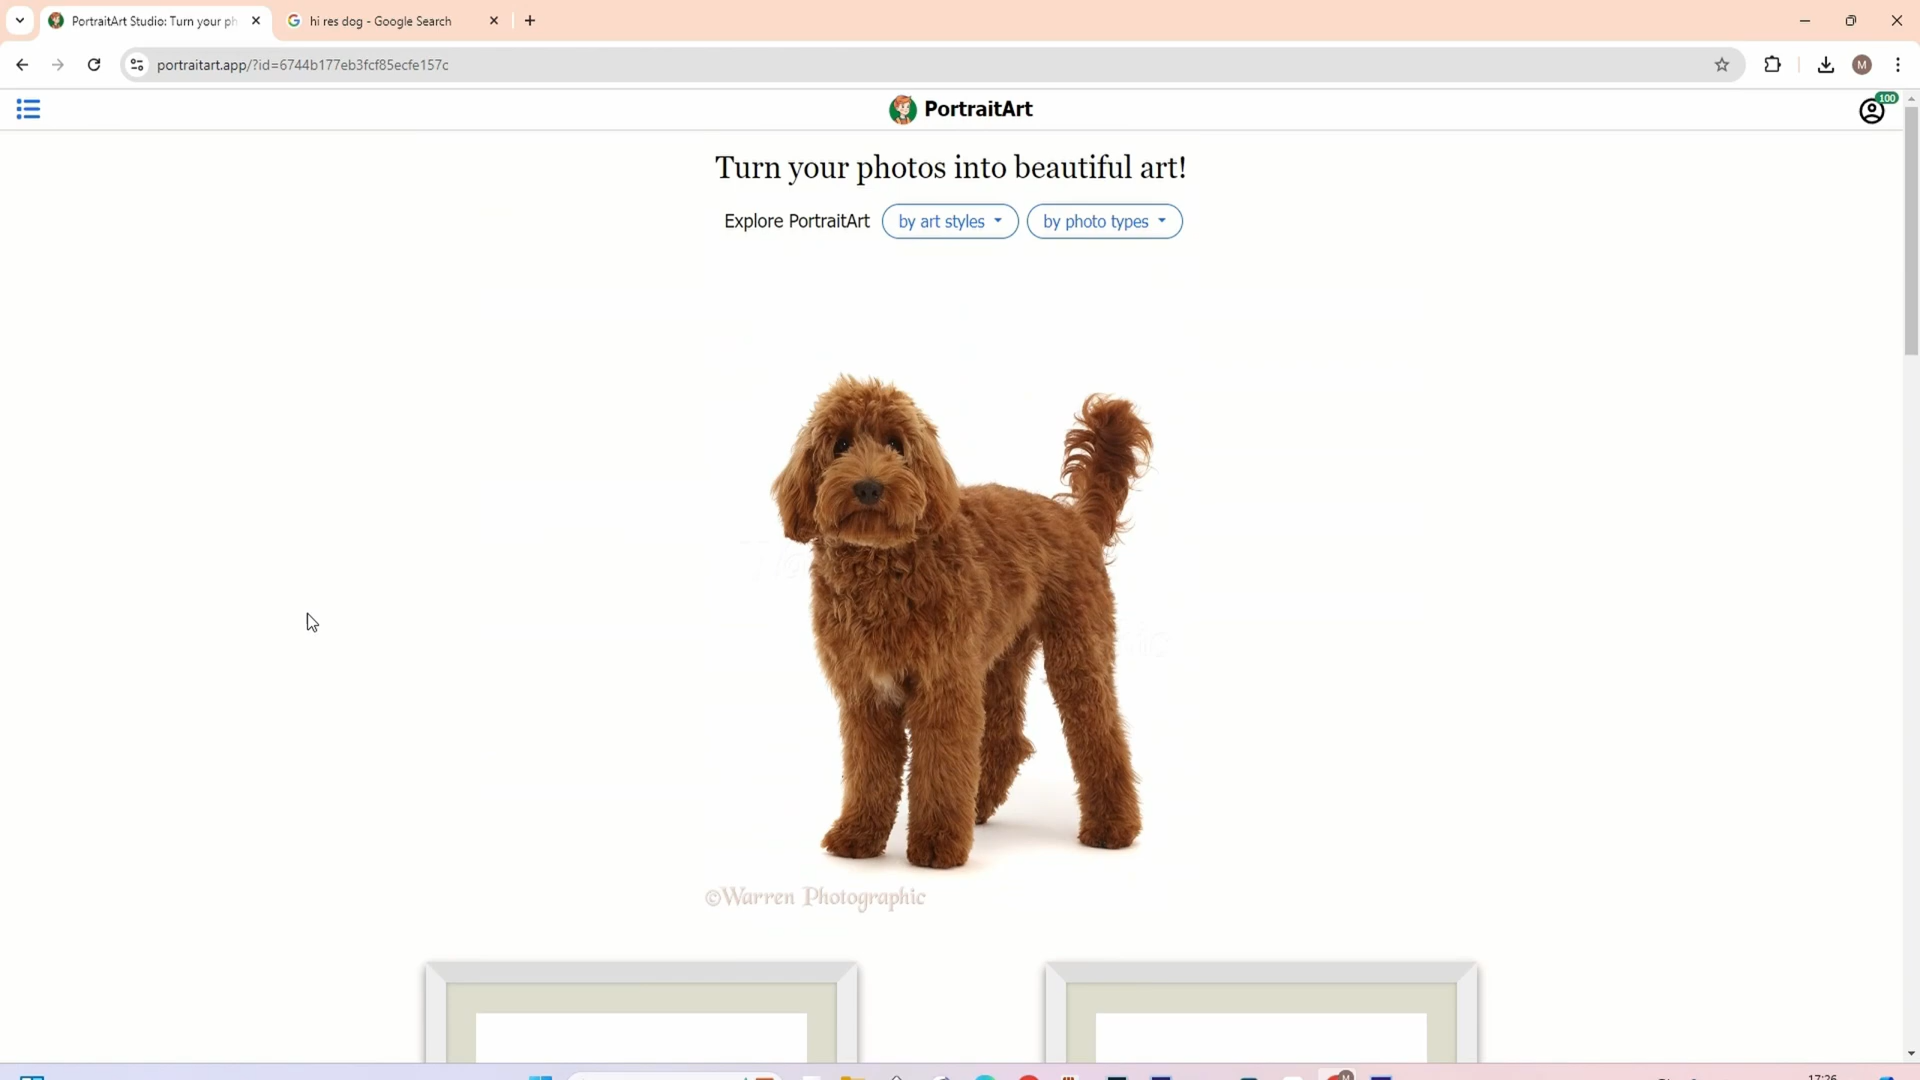 PortraitArt Studio: Turn your ph
hi res dog - Google Search
portraitart.app/?id=6744b177eb3fcf85ecfe157c
M
PortraitArt
100
Turn your photos into beautiful art!
Explore PortraitArt
by art styles
by photo types
©Warren Photographic